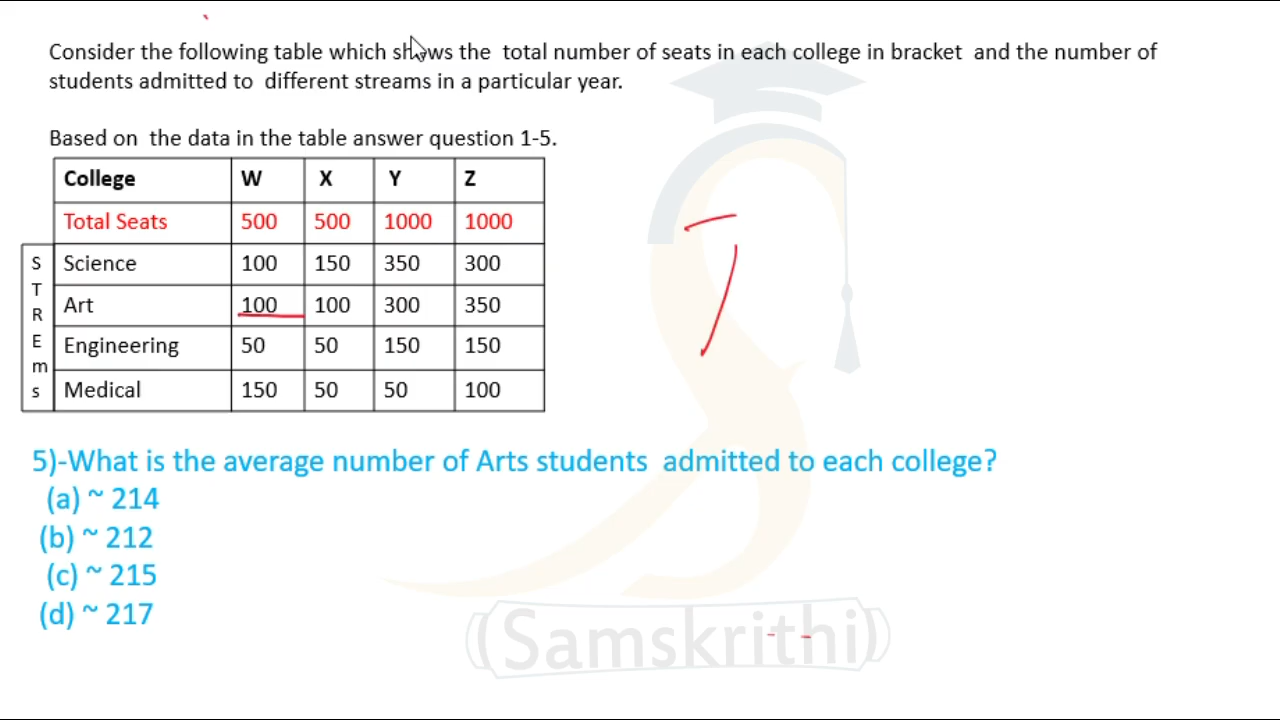 Consider the following table which shows the total number of seats in each college in bracket and the number of
students admitted to different streams in a particular year.
Based on the data in the table answer question 1-5.
College W X Y Z
Total Seats 500 500 1000 1000
STREms
Science 100 150 350 300
Art 100 100 300 350
Engineering 50 50 150 150
Medical 150 50 50 100
5)-What is the average number of Arts students admitted to each college?
(a) ~ 214
(b) ~ 212
(c) ~ 215
(d) ~ 217
(Samskrithi)